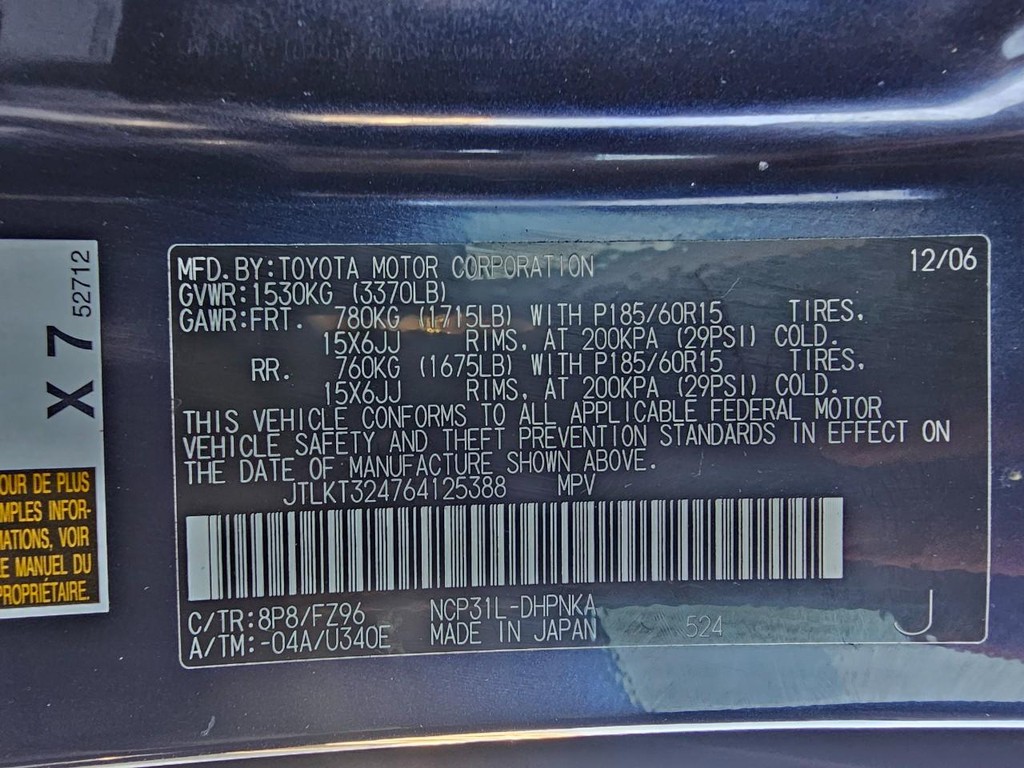 MFD. BY: TOYOTA MOTOR CORPORATION 12/06
GVWR: 1530KG (3370LB)
GAWR: FRT. 780KG (1715LB) WITH P185/60R15 TIRES,
15X6JJ RIMS, AT 200KPA (29PSI) COLD.
RR. 760KG (1675LB) WITH P185/60R15 TIRES,
15X6JJ RIMS, AT 200KPA (29PSI) COLD.
THIS VEHICLE CONFORMS TO ALL APPLICABLE FEDERAL MOTOR
VEHICLE SAFETY AND THEFT PREVENTION STANDARDS IN EFFECT ON
THE DATE OF MANUFACTURE SHOWN ABOVE.
JTLKT324764125388 MPV
C/TR: 8P8/FZ96 NCP31L-DHPNKA
A/TM: -04A/U340E MADE IN JAPAN 524 J
X 7
52712
OUR DE PLUS
MPLES INFOR-
MATIONS, VOIR
E MANUEL DU
PROPRIÉTAIRE.